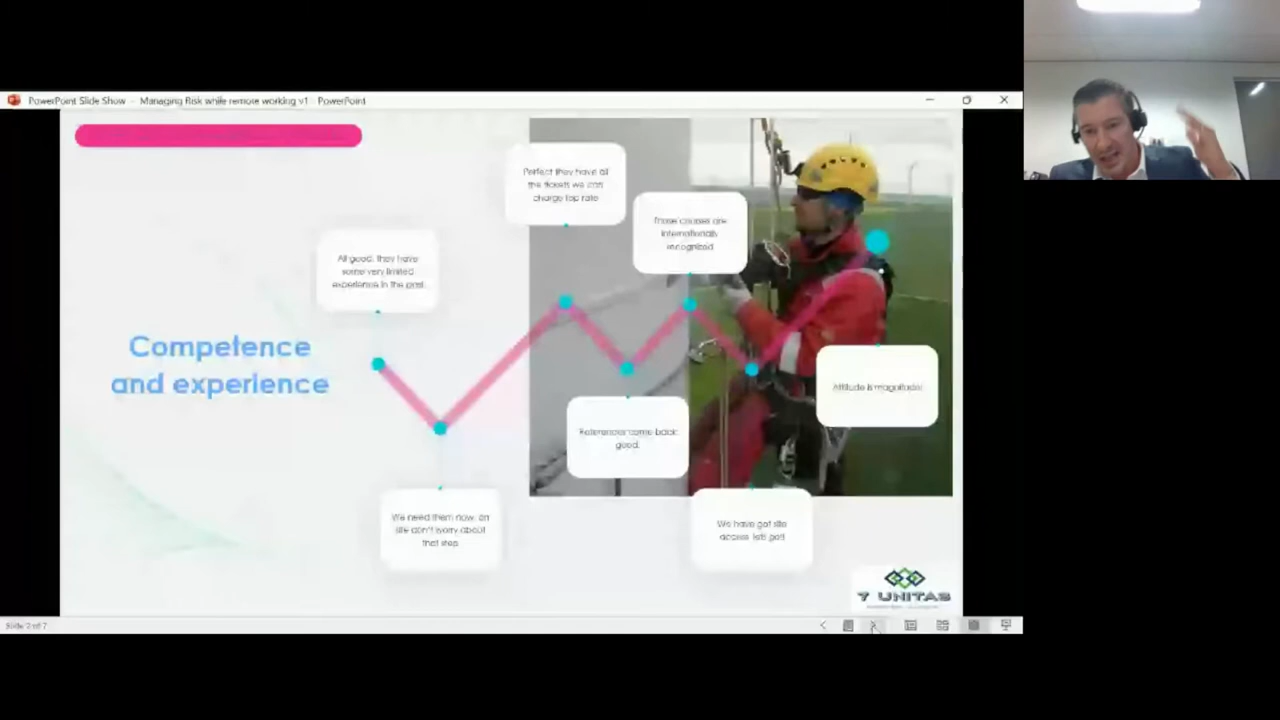 PowerPoint Slide Show - Managing Risk while remote working v1 - PowerPoint
Perfect they have all
the tickets we can
charge top rate
Those courses are
internationally
recognized
All good, they have
some very limited
experience in the past.
Competence
and experience
Attitude is
References come back
good.
We need them now, on
site don't worry about
that step.
We have got site
access let's go!!
7 UNITAS
Slide 2 of 7